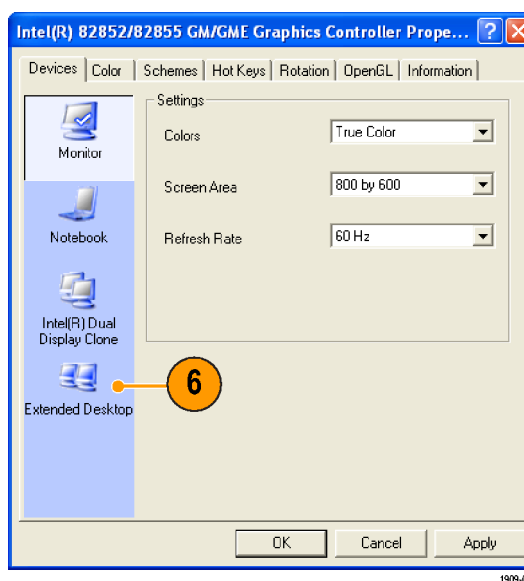 Intel(R) 82852/82855 GM/GME Graphics Controller Prope...
Devices Color Schemes Hot Keys Rotation OpenGL Information
Monitor
Notebook
Intel(R) Dual
Display Clone
Extended Desktop
Settings
Colors True Color
Screen Area 800 by 600
Refresh Rate 60 Hz
6
OK Cancel Apply